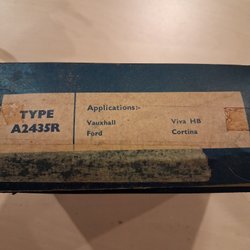 TYPE
A2435R
Applications:-
Vauxhall Viva HB
Ford Cortina